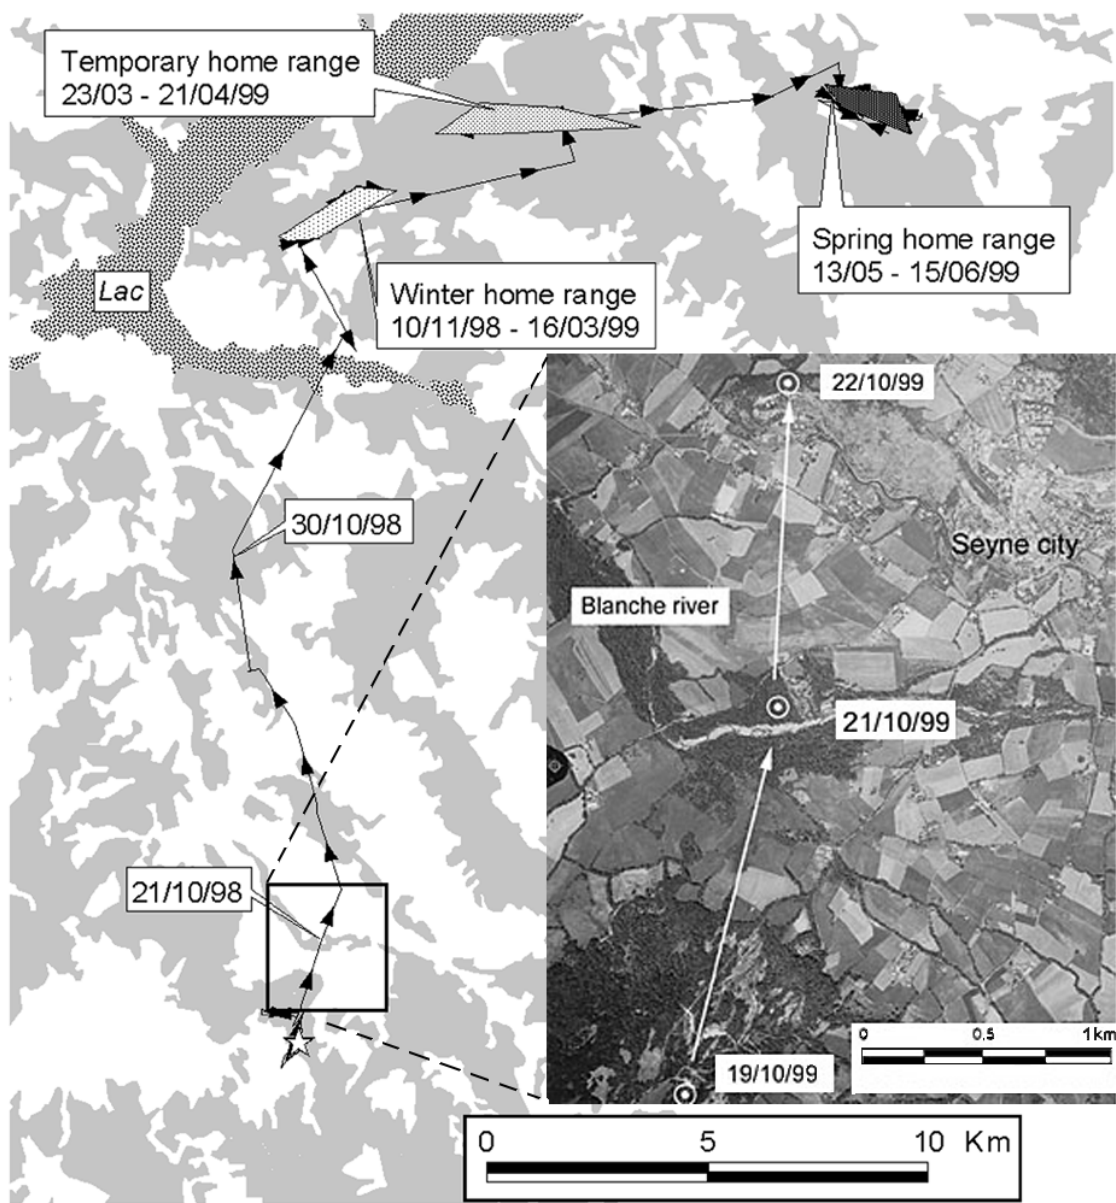 Temporary home range
23/03 - 21/04/99
Spring home range
13/05 - 15/06/99
Lac
Winter home range
10/11/98 - 16/03/99
22/10/99
30/10/98
Seyne city
Blanche river
21/10/99
21/10/98
0 0.5 1km
19/10/99
0 5 10 Km